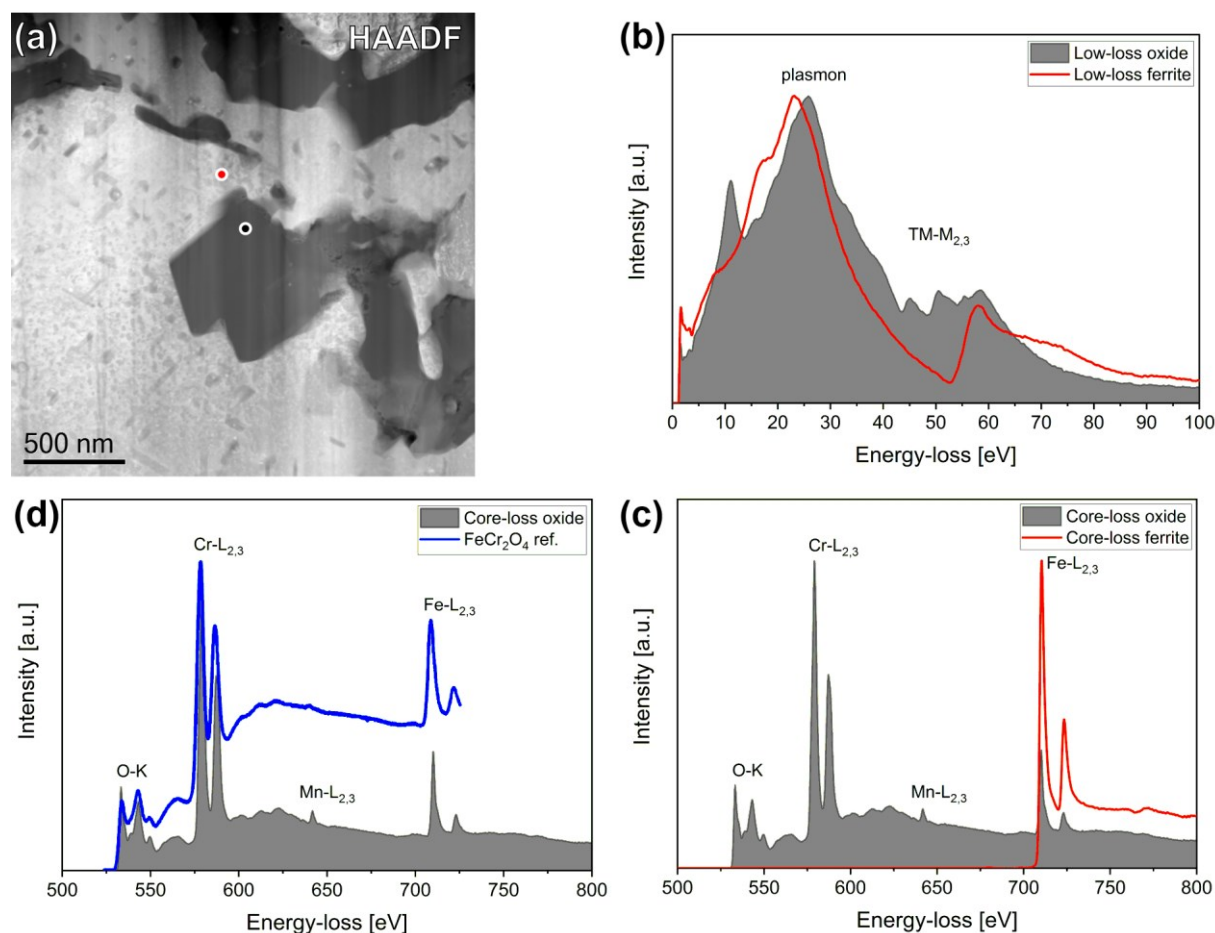 (a)
HAADF
500 nm
(b)
Low-loss oxide
Low-loss ferrite
plasmon
TM-M2,3
Intensity [a.u.]
0 10 20 30 40 50 60 70 80 90 100
Energy-loss [eV]
(d)
Core-loss oxide
FeCr2O4 ref.
Cr-L2,3
Fe-L2,3
O-K
Mn-L2,3
Intensity [a.u.]
500 550 600 650 700 750 800
Energy-loss [eV]
(c)
Core-loss oxide
Core-loss ferrite
Cr-L2,3
Fe-L2,3
O-K
Mn-L2,3
Intensity [a.u.]
500 550 600 650 700 750 800
Energy-loss [eV]